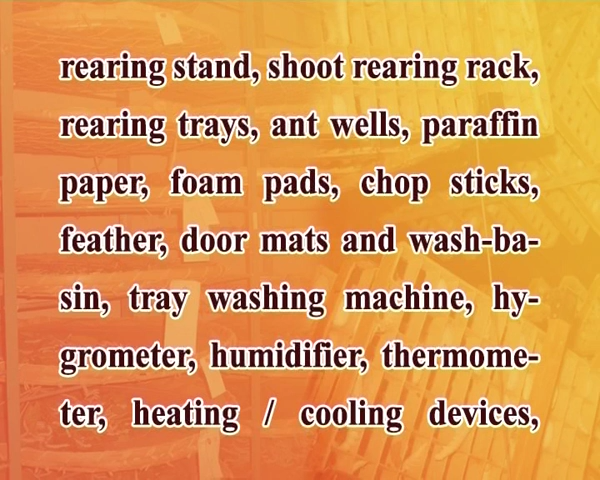 rearing stand, shoot rearing rack,
rearing trays, ant wells, paraffin
paper, foam pads, chop sticks,
feather, door mats and wash-ba-
sin, tray washing machine, hy-
grometer, humidifier, thermome-
ter, heating / cooling devices,